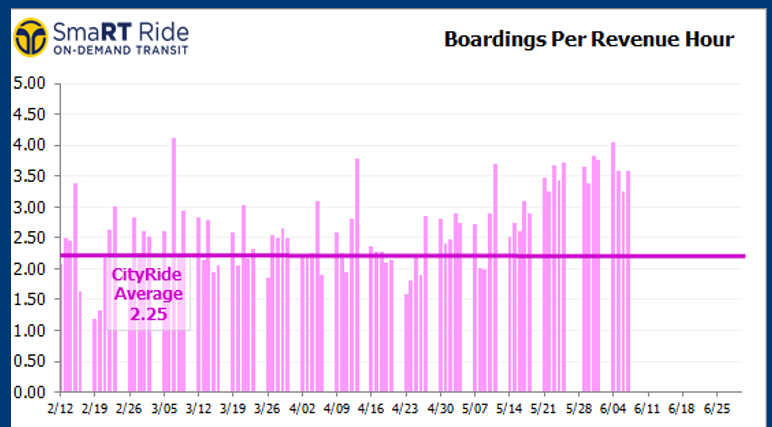 SmaRT Ride
ON-DEMAND TRANSIT
Boardings Per Revenue Hour
5.00
4.50
4.00
3.50
3.00
2.50
2.00
1.50
1.00
0.50
0.00
CityRide
Average
2.25
2/12 2/19 2/26 3/05 3/12 3/19 3/26 4/02 4/09 4/16 4/23 4/30 5/07 5/14 5/21 5/28 6/04 6/11 6/18 6/25